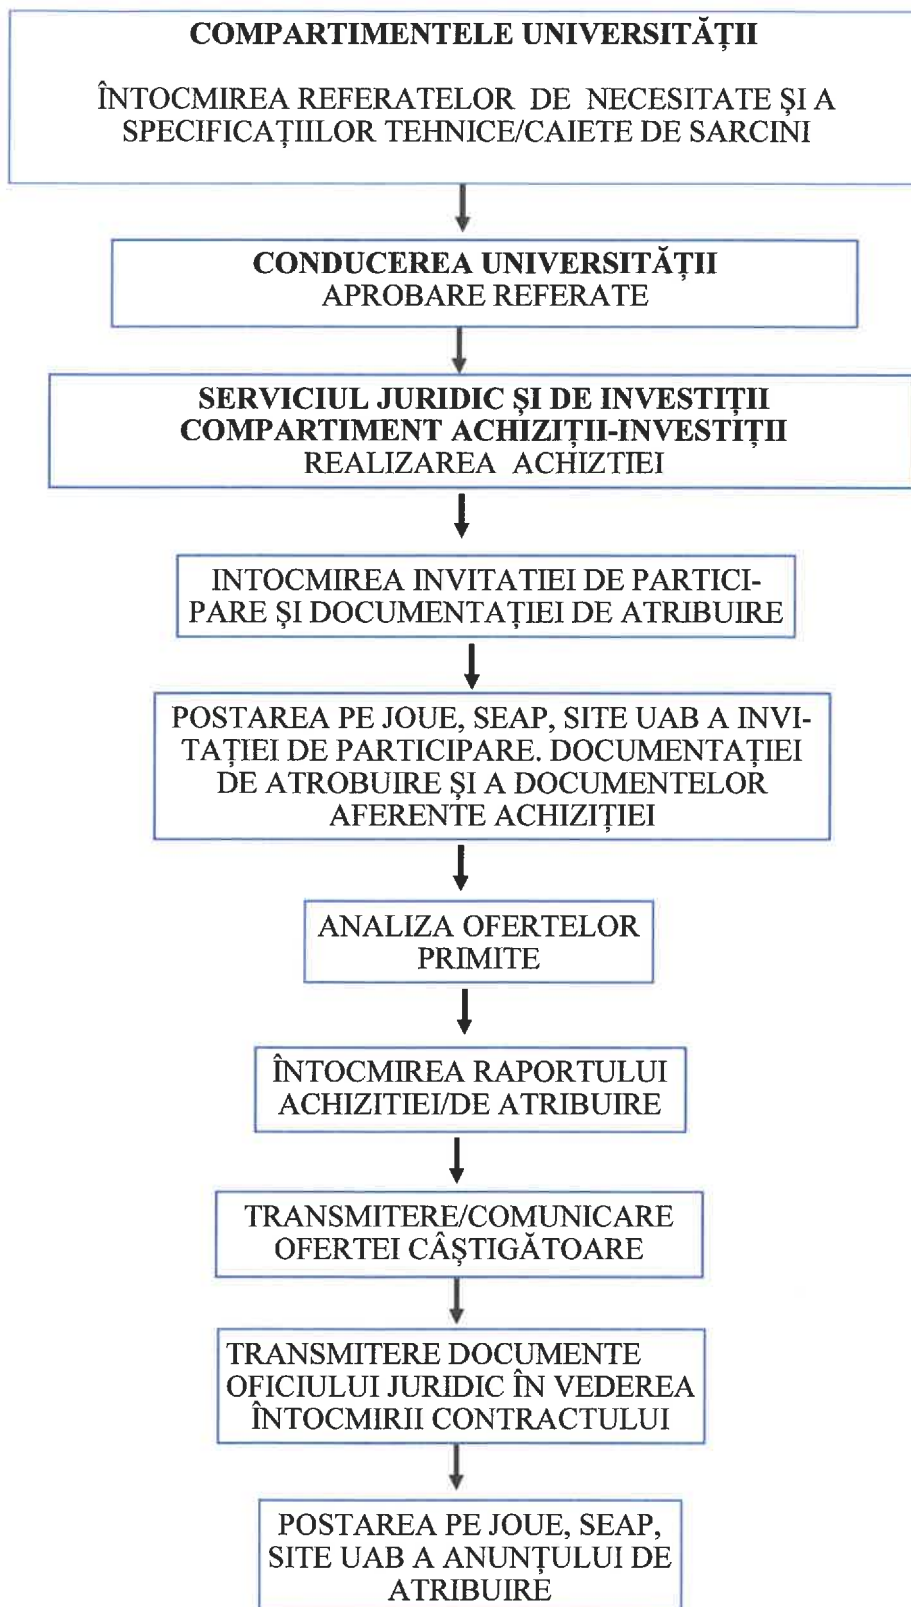 COMPARTIMENTELE UNIVERSITĂȚII
ÎNTOCMIREA REFERATELOR DE NECESITATE ȘI A
SPECIFICAȚIILOR TEHNICE/CAIETE DE SARCINI
CONDUCEREA UNIVERSITĂȚII
APROBARE REFERATE
SERVICIUL JURIDIC ȘI DE INVESTIȚII
COMPARTIMENT ACHIZIȚII-INVESTIȚII
REALIZAREA ACHIZTIEI
INTOCMIREA INVITATIEI DE PARTICI-
PARE ȘI DOCUMENTAȚIEI DE ATRIBUIRE
POSTAREA PE JOUE, SEAP, SITE UAB A INVI-
TAȚIEI DE PARTICIPARE. DOCUMENTAȚIEI
DE ATROBUIRE ȘI A DOCUMENTELOR
AFERENTE ACHIZIȚIEI
ANALIZA OFERTELOR
PRIMITE
ÎNTOCMIREA RAPORTULUI
ACHIZITIEI/DE ATRIBUIRE
TRANSMITERE/COMUNICARE
OFERTEI CÂȘTIGĂTOARE
TRANSMITERE DOCUMENTE
OFICIULUI JURIDIC ÎN VEDEREA
ÎNTOCMIRII CONTRACTULUI
POSTAREA PE JOUE, SEAP,
SITE UAB A ANUNȚULUI DE
ATRIBUIRE